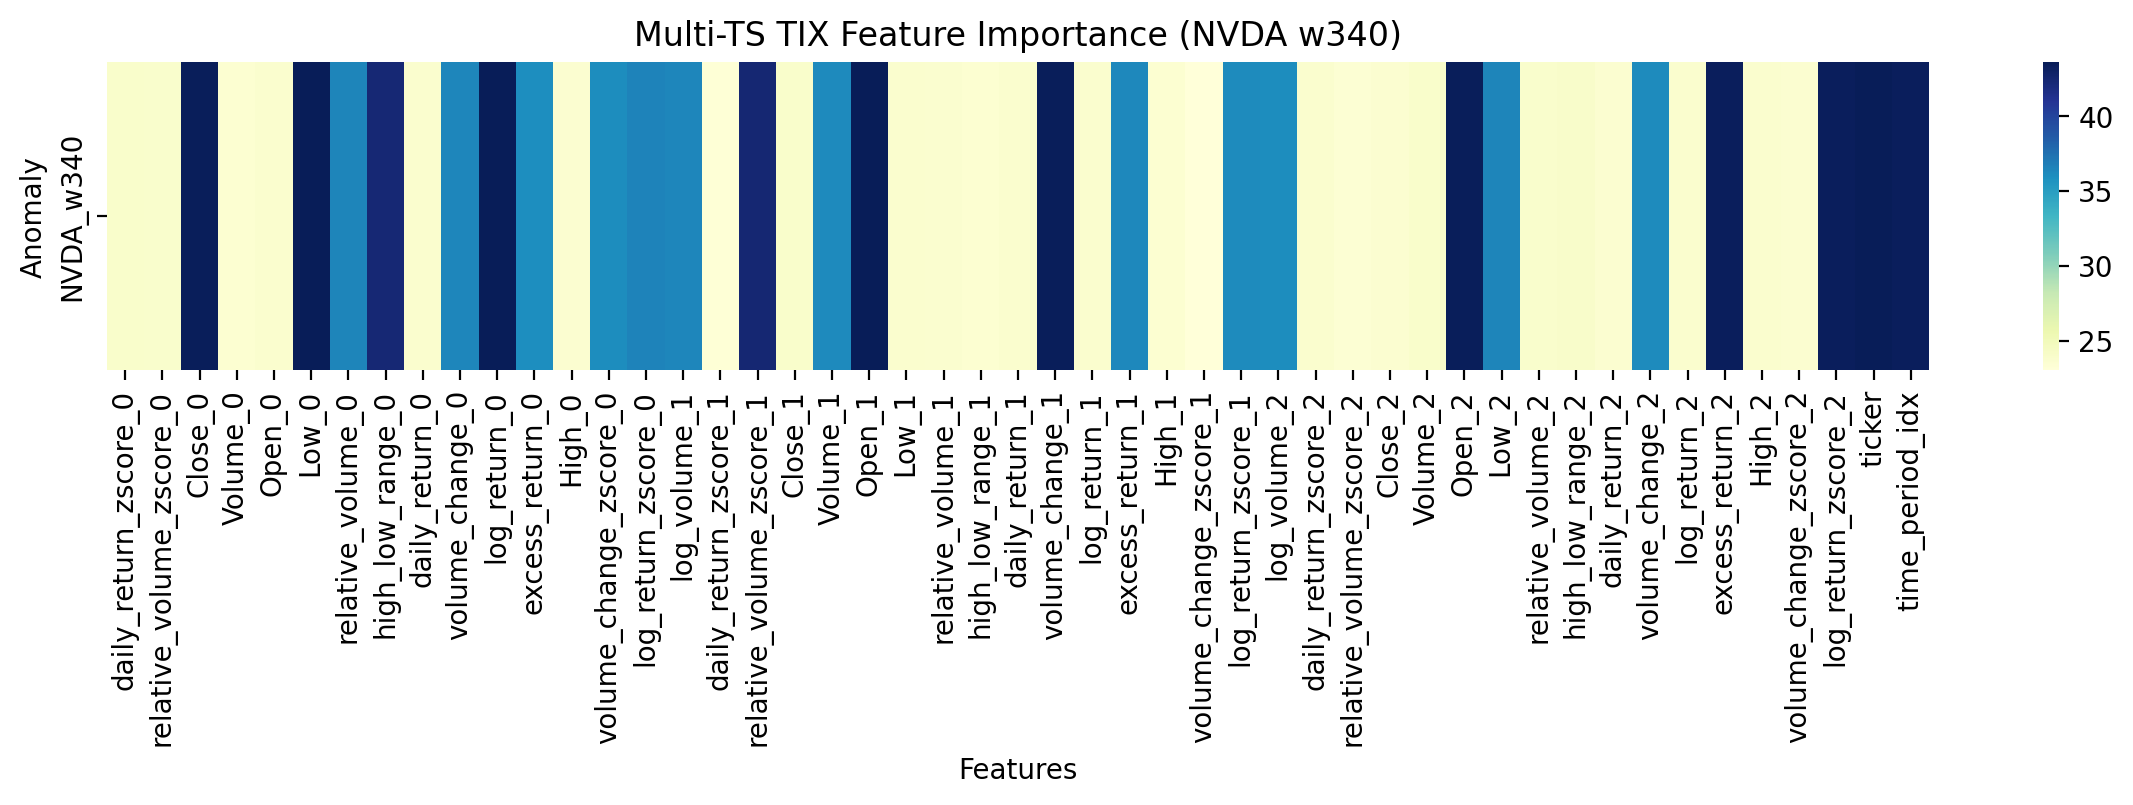 Multi-TS TIX Feature Importance (NVDA w340)
Anomaly
NVDA_w340
40
35
30
25
daily_return_zscore_0
relative_volume_zscore_0
Close_0
Volume_0
Open_0
Low_0
relative_volume_0
high_low_range_0
daily_return_0
volume_change_0
log_return_0
excess_return_0
High_0
volume_change_zscore_0
log_return_zscore_0
log_volume_1
daily_return_zscore_1
relative_volume_zscore_1
Close_1
Volume_1
Open_1
Low_1
relative_volume_1
high_low_range_1
daily_return_1
volume_change_1
log_return_1
excess_return_1
High_1
volume_change_zscore_1
log_return_zscore_1
log_volume_2
daily_return_zscore_2
relative_volume_zscore_2
Close_2
Volume_2
Open_2
Low_2
relative_volume_2
high_low_range_2
daily_return_2
volume_change_2
log_return_2
excess_return_2
High_2
volume_change_zscore_2
log_return_zscore_2
ticker
time_period_idx
Features